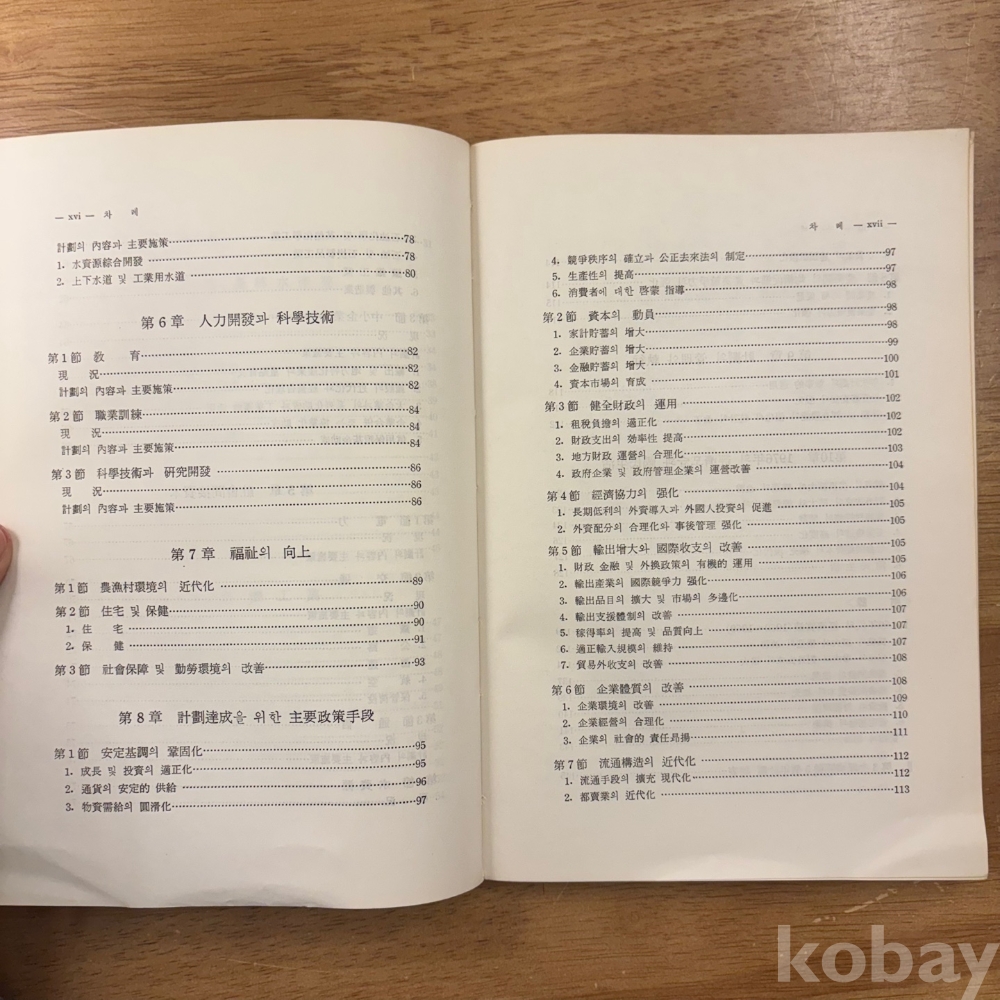 — xvi — 차 례
計劃의 內容과 主要施策……78
1. 水資源綜合開發……78
2. 上下水道 및 工業用水道……80
第6章 人力開發과 科學技術
第1節 敎 育……82
現 況……82
計劃의 內容과 主要施策……82
第2節 職業訓練……84
現 況……84
計劃의 內容과 主要施策……84
第3節 科學技術과 硏究開發……86
現 況……86
計劃의 內容과 主要施策……86
第7章 福祉의 向上
第1節 農漁村環境의 近代化……89
第2節 住宅 및 保健……90
1. 住 宅……90
2. 保 健……91
第3節 社會保障 및 勤勞環境의 改善……93
第8章 計劃達成을 위한 主要政策手段
第1節 安定基調의 鞏固化……95
1. 成長 및 投資의 適正化……95
2. 通貨의 安定的 供給……96
3. 物資需給의 圓滑化……97
차 례 — xvii —
4. 競爭秩序의 確立과 公正去來法의 制定……97
5. 生產性의 提高……97
6. 消費者에 대한 啓蒙 指導……98
第2節 資本의 動員……98
1. 家計貯蓄의 增大……98
2. 企業貯蓄의 增大……99
3. 金融貯蓄의 增大……100
4. 資本市場의 育成……101
第3節 健全財政의 運用……102
1. 租稅負擔의 適正化……102
2. 財政支出의 効率性 提高……102
3. 地方財政 運營의 合理化……103
4. 政府企業 및 政府管理企業의 運營改善……104
第4節 經濟協力의 强化……104
1. 長期低利의 外資導入과 外國人投資의 促進……105
2. 外資配分의 合理化와 事後管理 强化……105
第5節 輸出增大와 國際收支의 改善……105
1. 財政 金融 및 外換政策의 有機的 運用……105
2. 輸出產業의 國際競爭力 强化……106
3. 輸出品目의 擴大 및 市場의 多邊化……106
4. 輸出支援體制의 改善……107
5. 稼得率의 提高 및 品質向上……107
6. 適正輸入規模의 維持……107
7. 貿易外收支의 改善……108
第6節 企業體質의 改善……108
1. 企業環境의 改善……109
2. 企業經營의 合理化……110
3. 企業의 社會的 責任昻揚……111
第7節 流通構造의 近代化……112
1. 流通手段의 擴充 現代化……112
2. 都賣業의 近代化……113
kobay